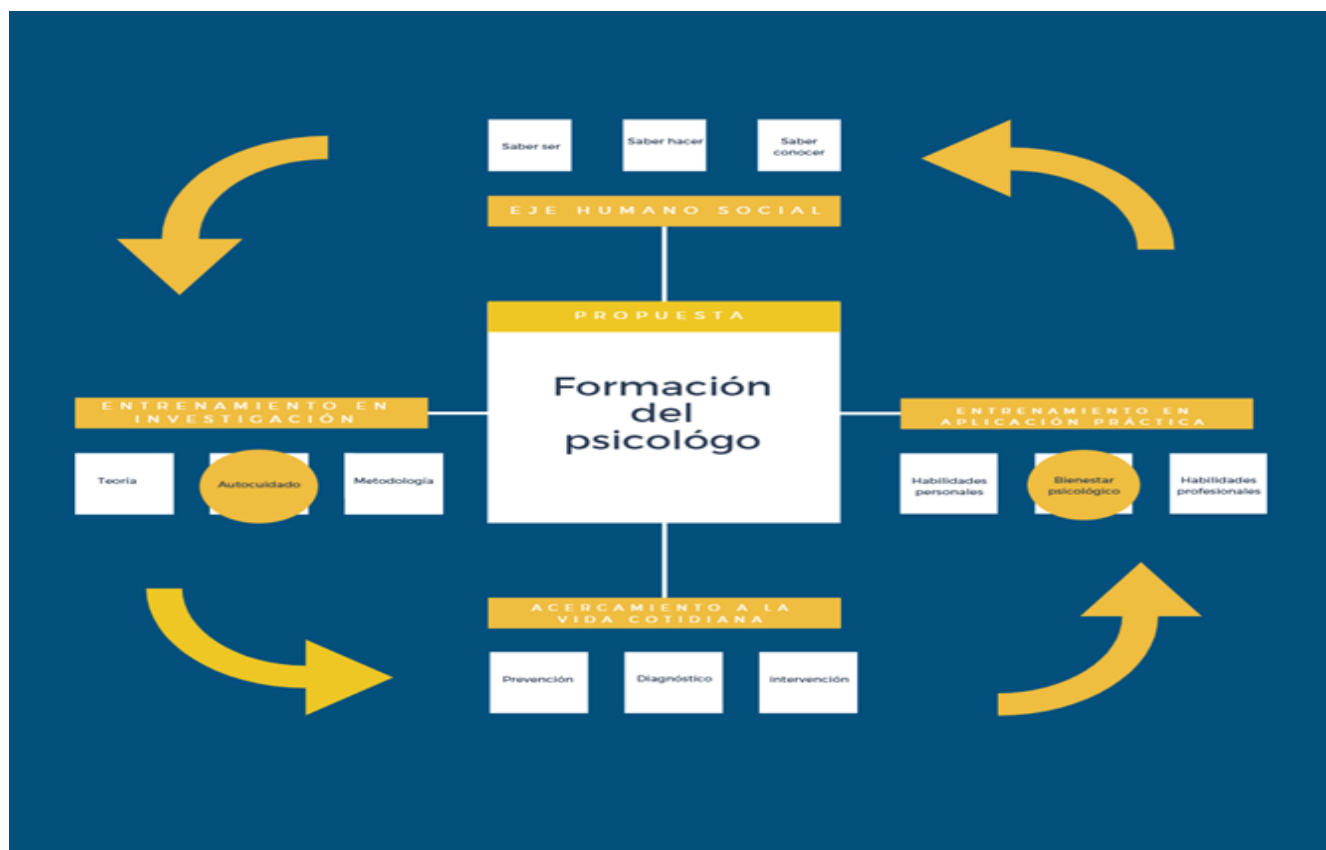 Saber ser
Saber hacer
Saber
conocer
EJE HUMANO SOCIAL
PROPUESTA
Formación
del
psicológo
ENTRENAMIENTO EN
INVESTIGACIÓN
Teoría
Autocuidado
Metodología
ENTRENAMIENTO EN
APLICACIÓN PRÁCTICA
Habilidades
personales
Bienestar
psicológico
Habilidades
profesionales
ACERCAMIENTO A LA
VIDA COTIDIANA
Prevención
Diagnóstico
Intervención